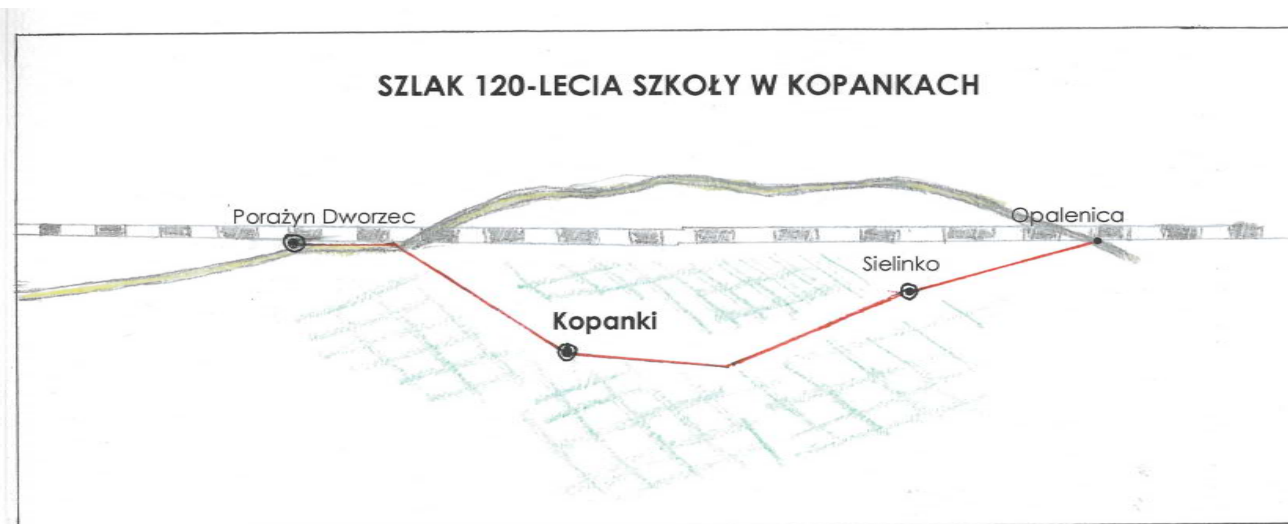 SZLAK 120-LECIA SZKOŁY W KOPANKACH
Porażyn Dworzec
Opalenica
Sielinko
Kopanki